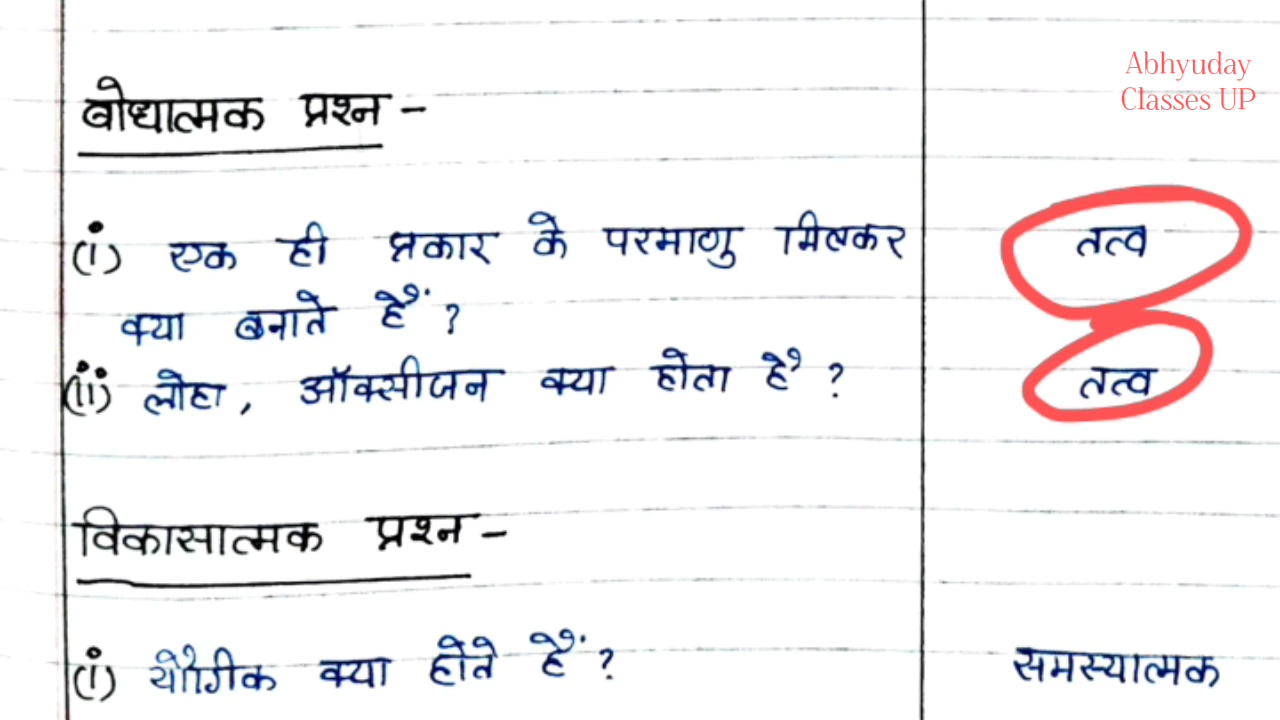 Abhyuday
Classes UP
बोधात्मक प्रश्न -
(i) एक ही प्रकार के परमाणु मिलकर तत्व
क्या बनाते हैं ?
(ii) लोहा, ऑक्सीजन क्या होता है ? तत्व
विकासात्मक प्रश्न -
(i) यौगीक क्या होते हैं ? समस्यात्मक